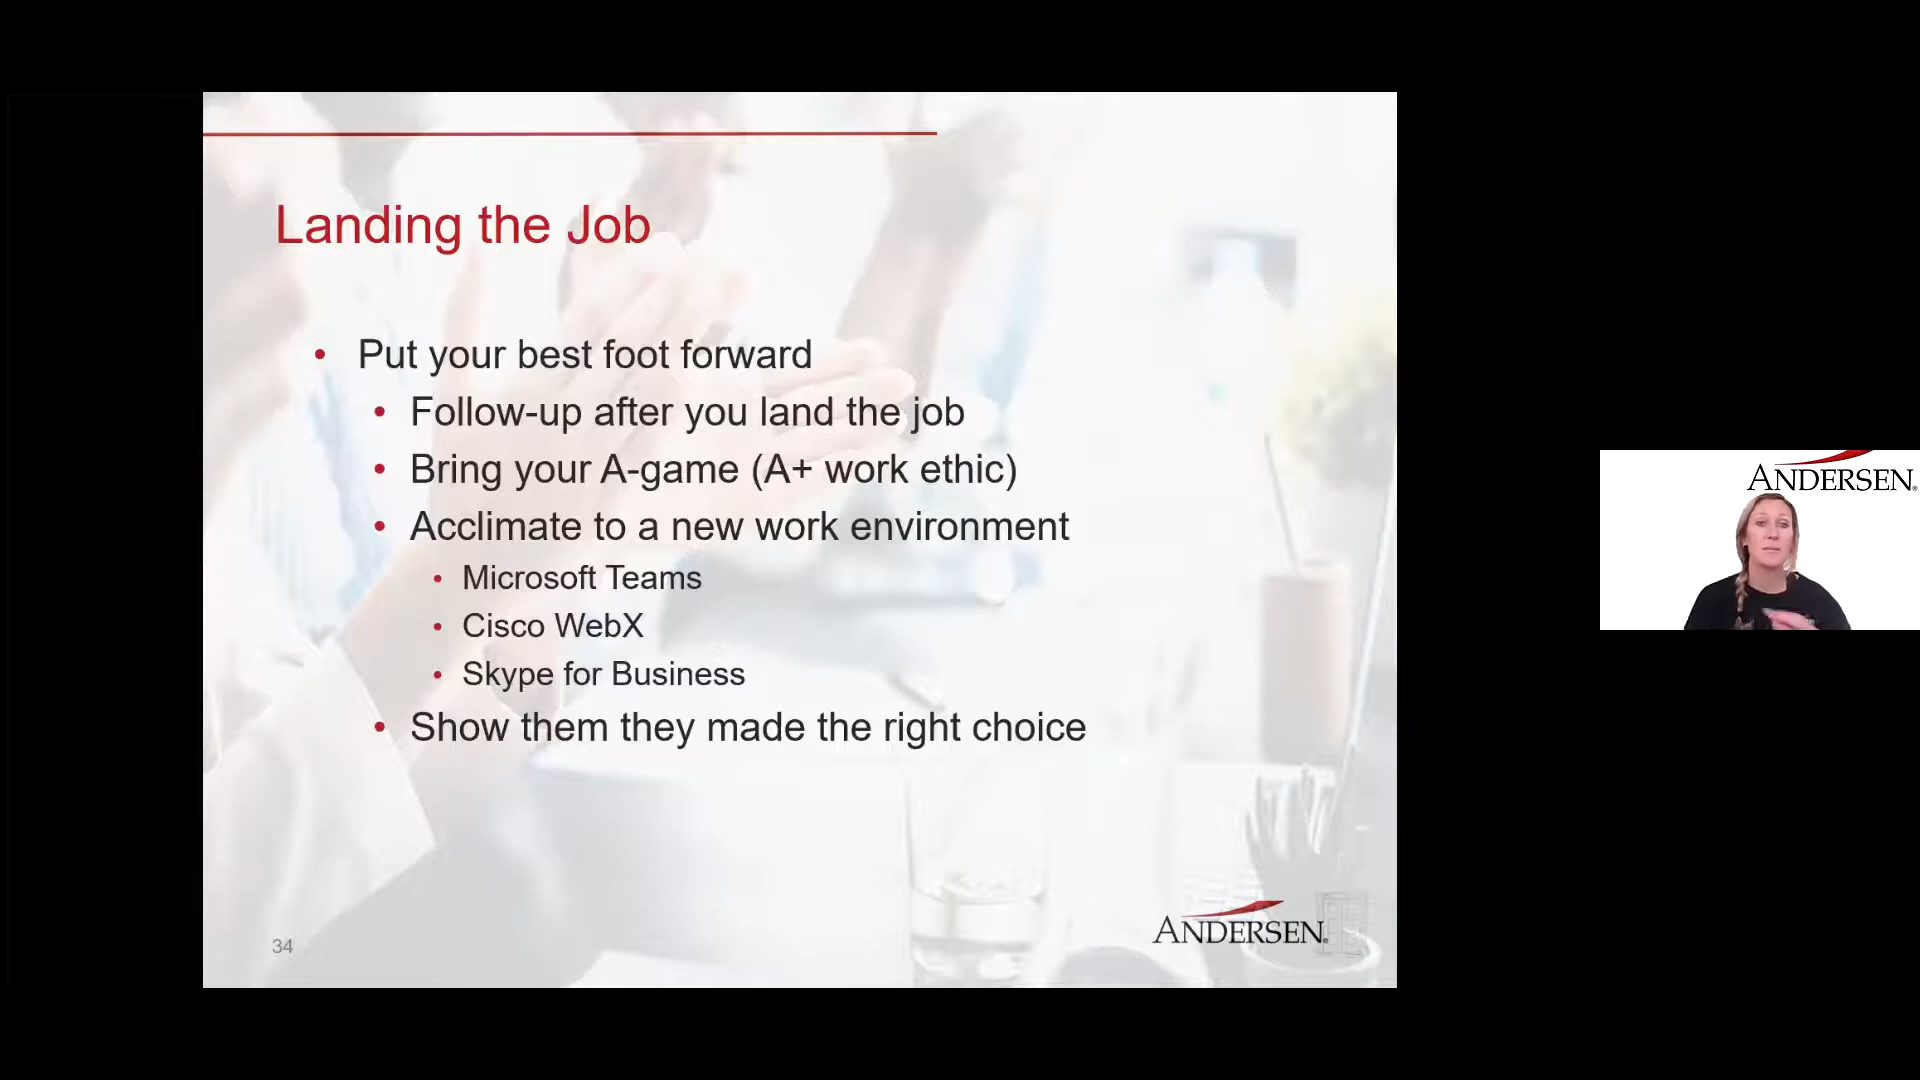 Landing the Job
• Put your best foot forward
• Follow-up after you land the job
• Bring your A-game (A+ work ethic)
• Acclimate to a new work environment
• Microsoft Teams
• Cisco WebX
• Skype for Business
• Show them they made the right choice
34
ANDERSEN®
ANDERSEN®